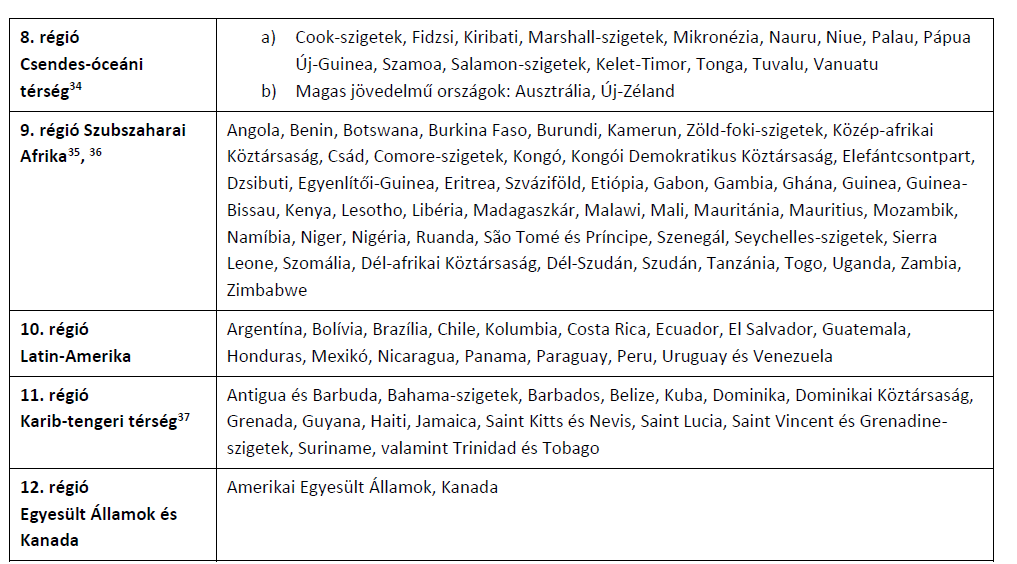 8. régió
Csendes-óceáni
térség34
a) Cook-szigetek, Fidzsi, Kiribati, Marshall-szigetek, Mikronézia, Nauru, Niue, Palau, Pápua
Új-Guinea, Szamoa, Salamon-szigetek, Kelet-Timor, Tonga, Tuvalu, Vanuatu
b) Magas jövedelmű országok: Ausztrália, Új-Zéland
9. régió Szubszaharai
Afrika35, 36
Angola, Benin, Botswana, Burkina Faso, Burundi, Kamerun, Zöld-foki-szigetek, Közép-afrikai
Köztársaság, Csád, Comore-szigetek, Kongó, Kongói Demokratikus Köztársaság, Elefántcsontpart,
Dzsibuti, Egyenlítői-Guinea, Eritrea, Szváziföld, Etiópia, Gabon, Gambia, Ghána, Guinea, Guinea-
Bissau, Kenya, Lesotho, Libéria, Madagaszkár, Malawi, Mali, Mauritánia, Mauritius, Mozambik,
Namíbia, Niger, Nigéria, Ruanda, São Tomé és Príncipe, Szenegál, Seychelles-szigetek, Sierra
Leone, Szomália, Dél-afrikai Köztársaság, Dél-Szudán, Szudán, Tanzánia, Togo, Uganda, Zambia,
Zimbabwe
10. régió
Latin-Amerika
Argentína, Bolívia, Brazília, Chile, Kolumbia, Costa Rica, Ecuador, El Salvador, Guatemala,
Honduras, Mexikó, Nicaragua, Panama, Paraguay, Peru, Uruguay és Venezuela
11. régió
Karib-tengeri térség37
Antigua és Barbuda, Bahama-szigetek, Barbados, Belize, Kuba, Dominika, Dominikai Köztársaság,
Grenada, Guyana, Haiti, Jamaica, Saint Kitts és Nevis, Saint Lucia, Saint Vincent és Grenadine-
szigetek, Suriname, valamint Trinidad és Tobago
12. régió
Egyesült Államok és
Kanada
Amerikai Egyesült Államok, Kanada